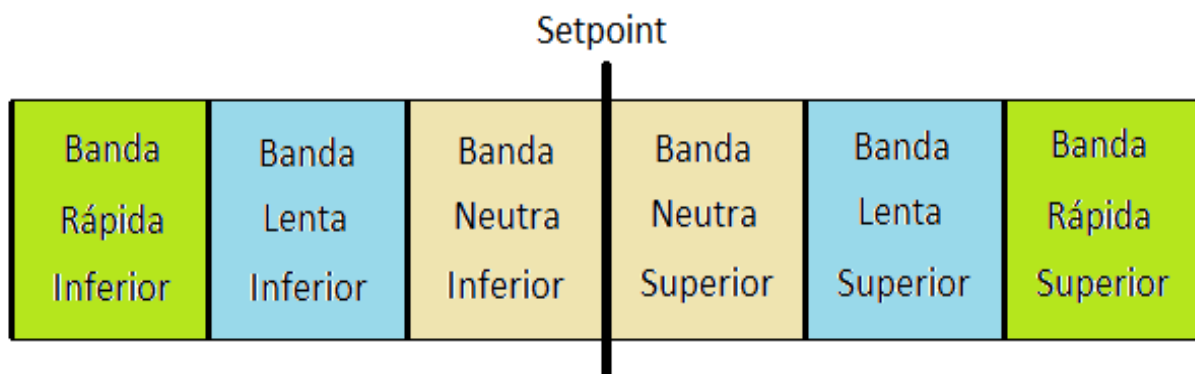 Setpoint
Banda
Rápida
Inferior
Banda
Lenta
Inferior
Banda
Neutra
Inferior
Banda
Neutra
Superior
Banda
Lenta
Superior
Banda
Rápida
Superior